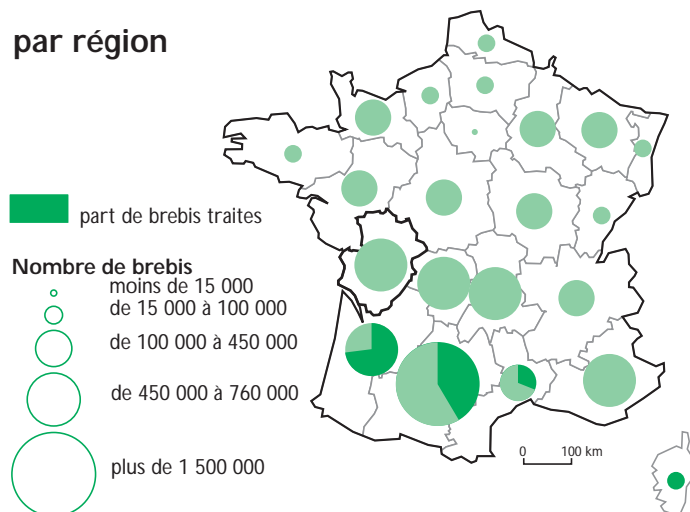 par région
part de brebis traites
Nombre de brebis
moins de 15 000
de 15 000 à 100 000
de 100 000 à 450 000
de 450 000 à 760 000
plus de 1 500 000
0 100 km